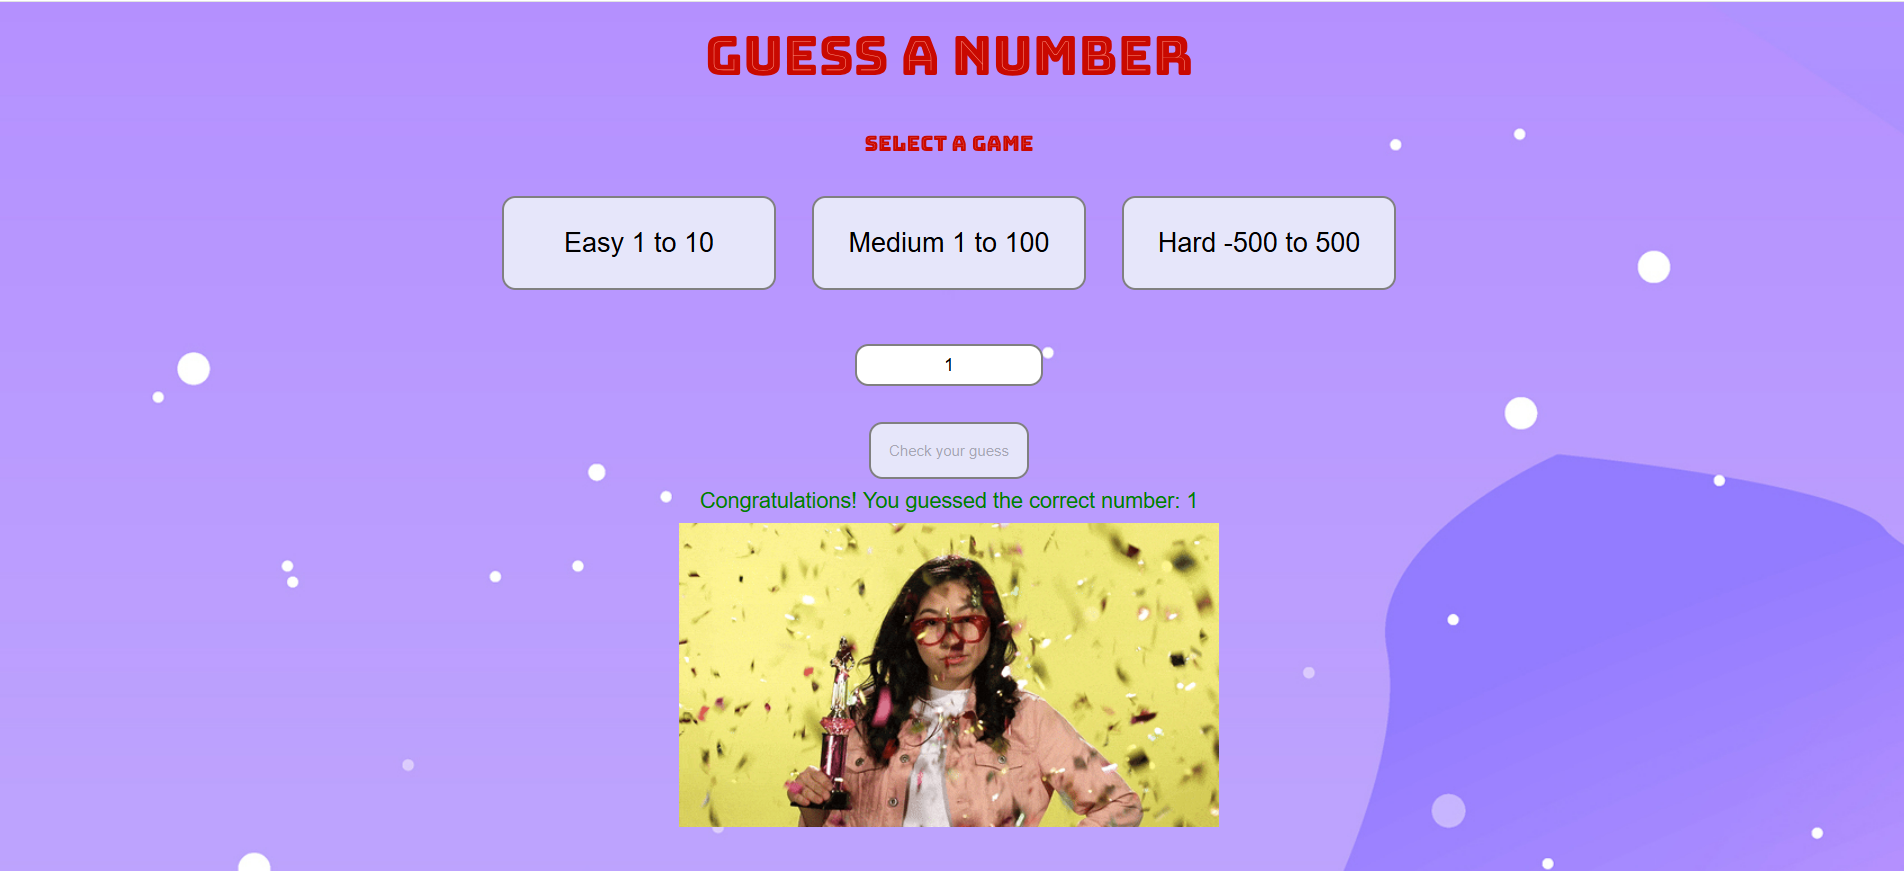 GUESS A NUMBER
SELECT A GAME
Easy 1 to 10
Medium 1 to 100
Hard -500 to 500
1
Check your guess
Congratulations! You guessed the correct number: 1